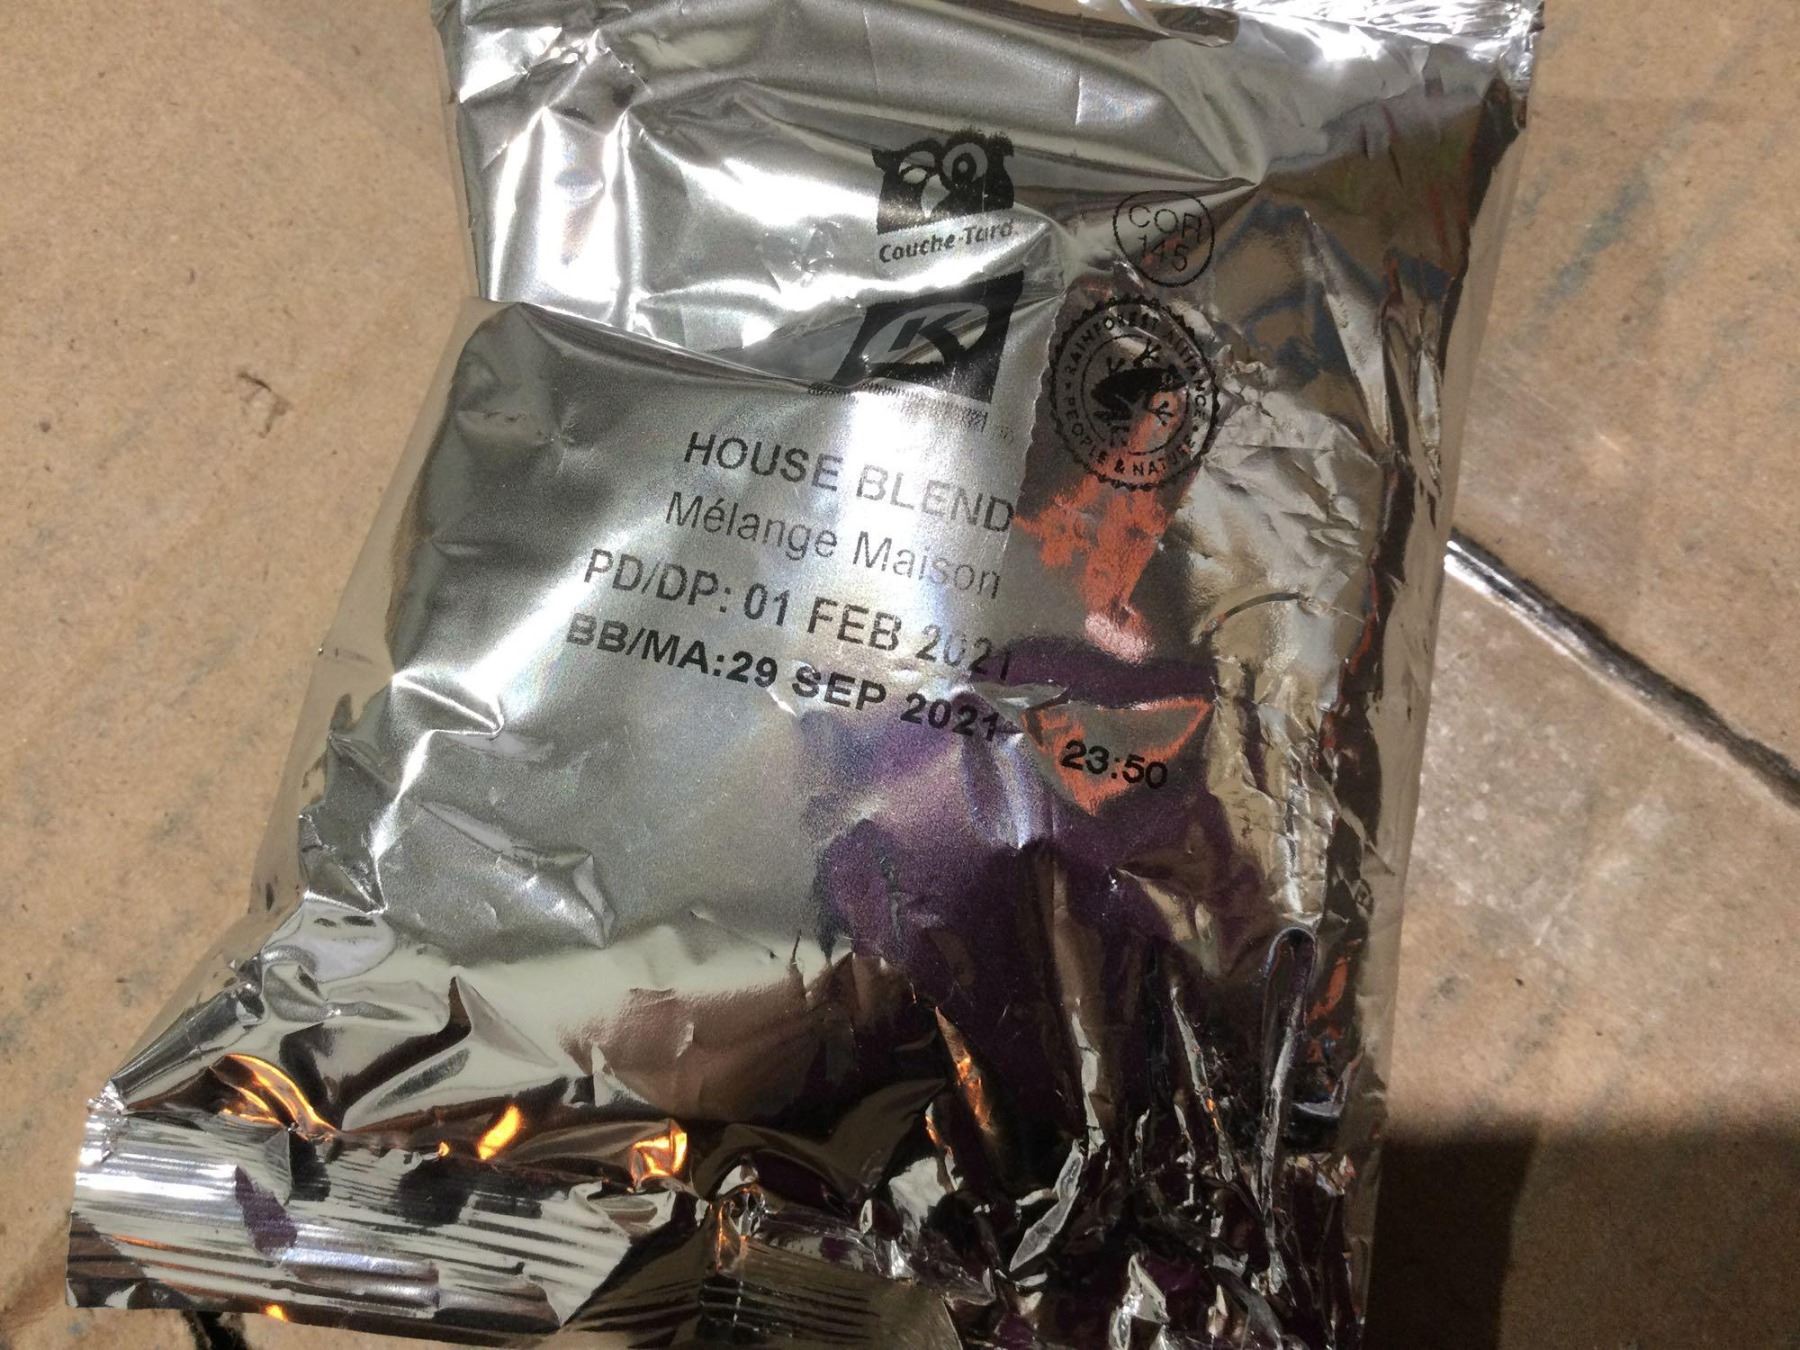 Couche-Tard
COR
145
K
RAINFOREST ALLIANCE
PEOPLE & NATURE
HOUSE BLEND
Mélange Maison
PD/DP: 01 FEB 2021
BB/MA:29 SEP 2021 23:50